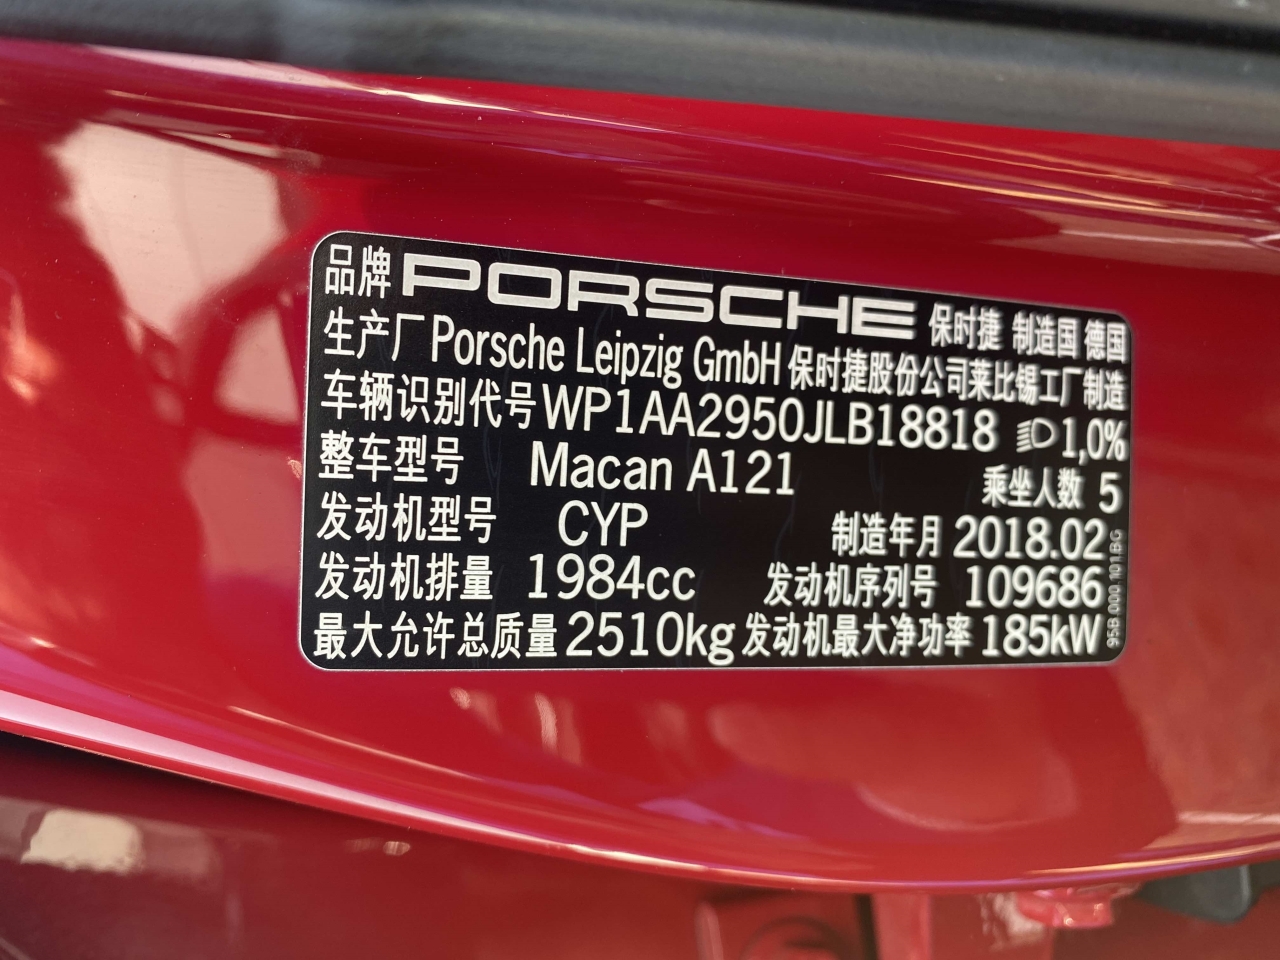 品牌 PORSCHE 保时捷 制造国 德国
生产厂 Porsche Leipzig GmbH 保时捷股份公司莱比锡工厂制造
车辆识别代号 WP1AA2950JLB18818 1,0%
整车型号 Macan A121 乘坐人数 5
发动机型号 CYP 制造年月 2018.02
发动机排量 1984cc 发动机序列号 109686
最大允许总质量 2510kg 发动机最大净功率 185kW
95B.000.101.BG